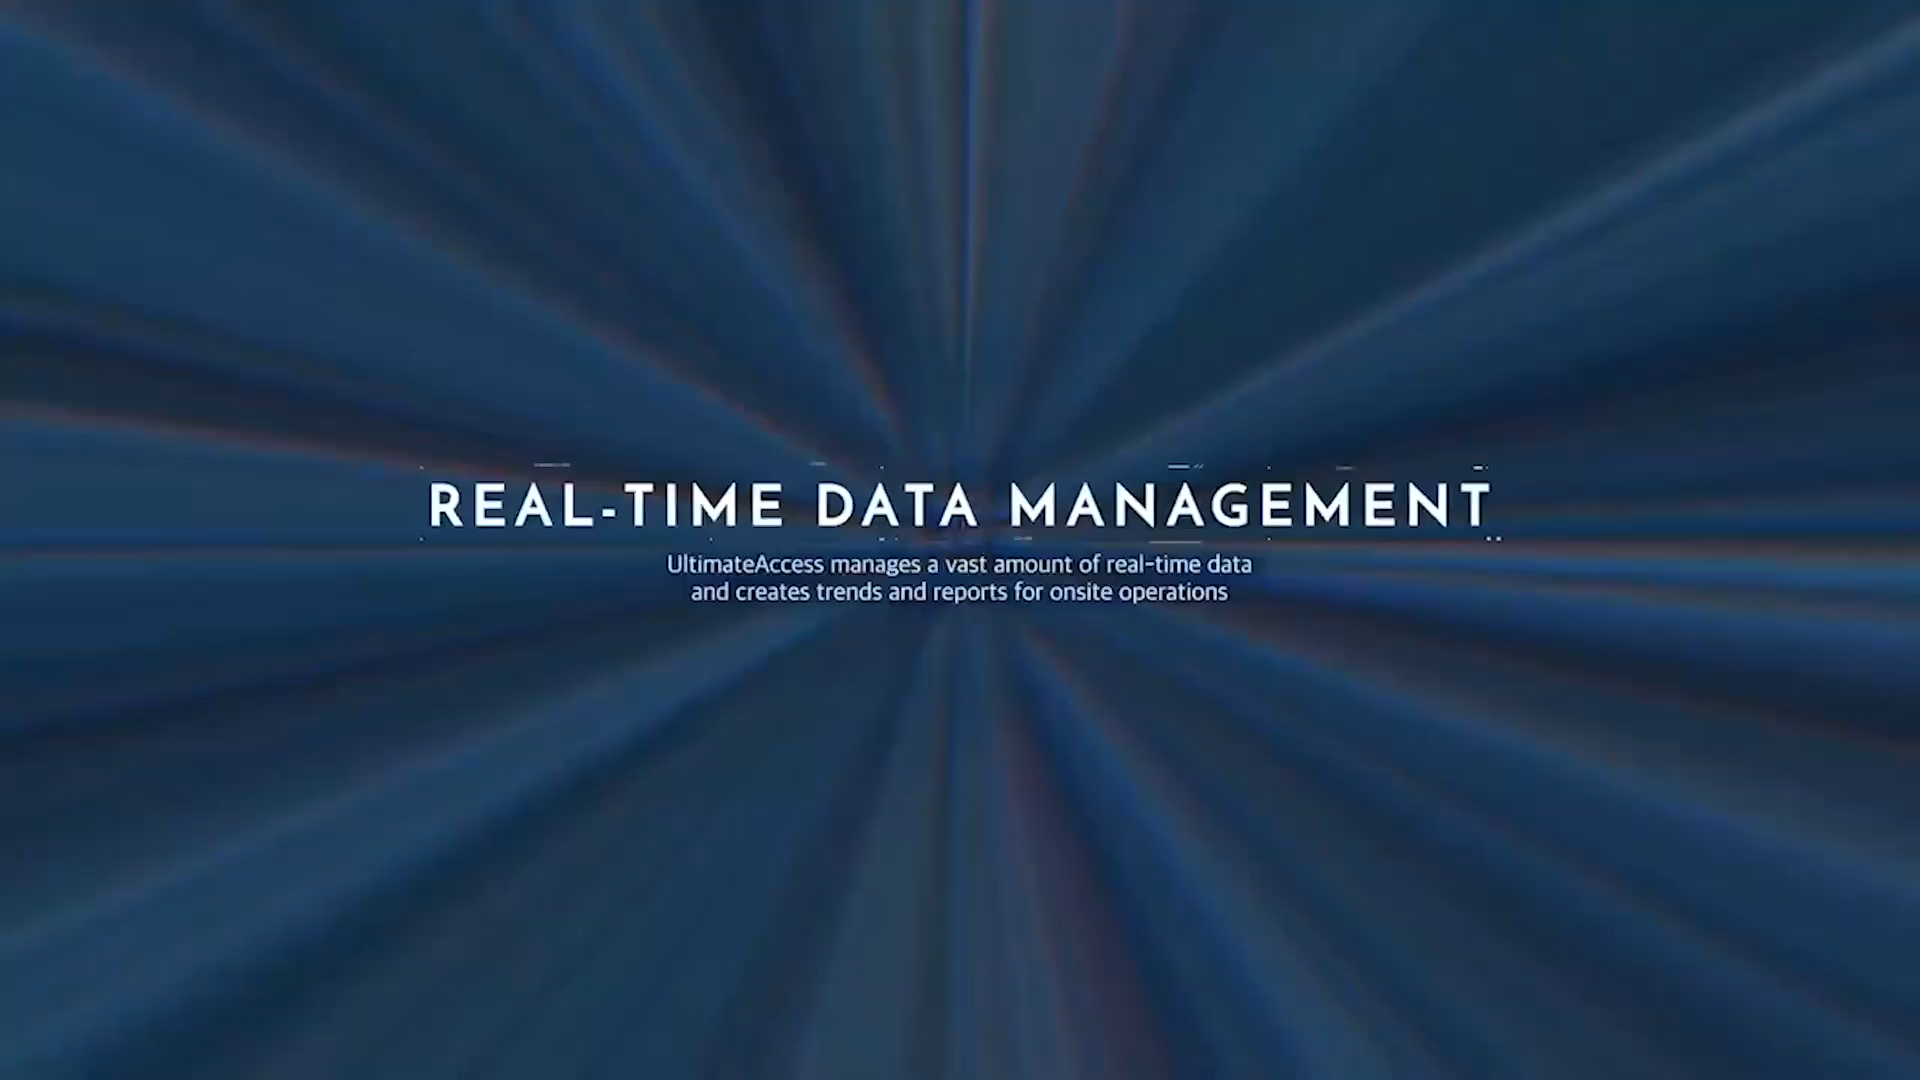 REAL-TIME DATA MANAGEMENT
UltimateAccess manages a vast amount of real-time data
and creates trends and reports for onsite operations